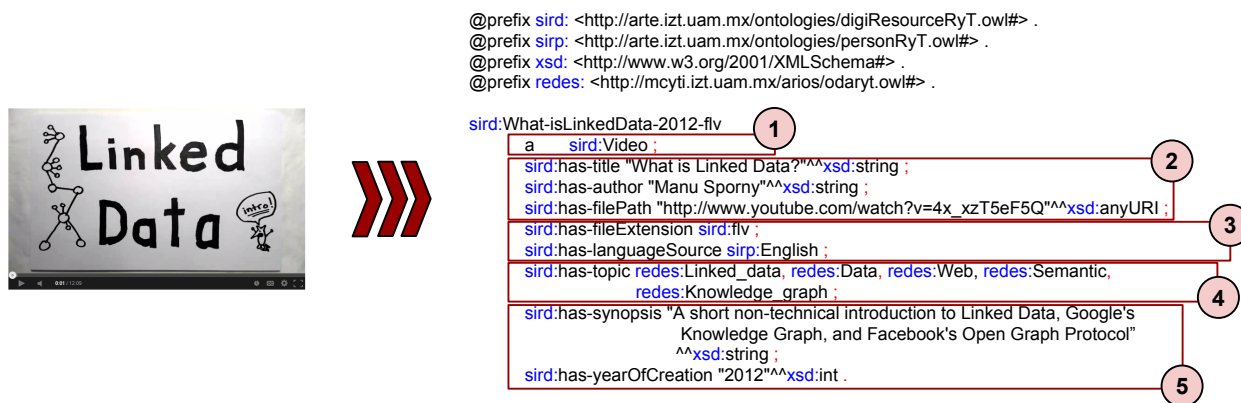 @prefix sird: <http://arte.izt.uam.mx/ontologies/digiResourceRyT.owl#> .
@prefix sirp: <http://arte.izt.uam.mx/ontologies/personRyT.owl#> .
@prefix xsd: <http://www.w3.org/2001/XMLSchema#> .
@prefix redes: <http://mcyti.izt.uam.mx/arios/odaryt.owl#> .
Linked
Data
intro!
0:01 / 12:05
sird:What-isLinkedData-2012-flv
1
a sird:Video ;
2
sird:has-title "What is Linked Data?"^^xsd:string ;
sird:has-author "Manu Sporny"^^xsd:string ;
sird:has-filePath "http://www.youtube.com/watch?v=4x_xzT5eF5Q"^^xsd:anyURI ;
3
sird:has-fileExtension sird:flv ;
sird:has-languageSource sirp:English ;
4
sird:has-topic redes:Linked_data, redes:Data, redes:Web, redes:Semantic,
redes:Knowledge_graph ;
sird:has-synopsis "A short non-technical introduction to Linked Data, Google's
Knowledge Graph, and Facebook's Open Graph Protocol”
^^xsd:string ;
sird:has-yearOfCreation "2012"^^xsd:int .
5